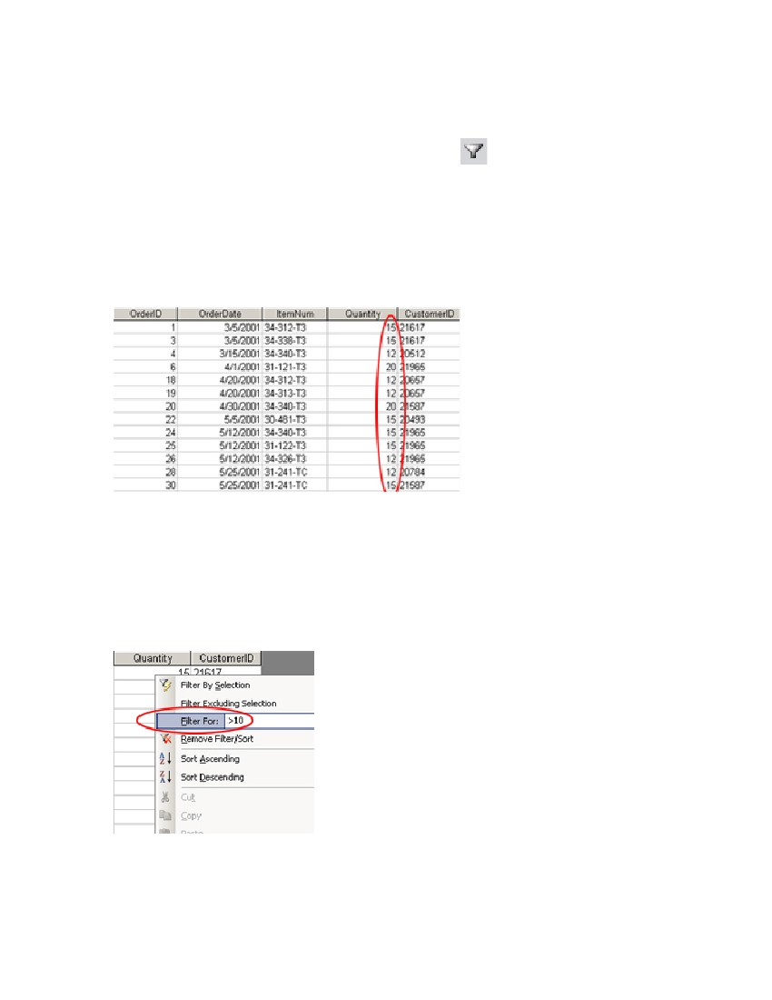 OrderID OrderDate ItemNum Quantity CustomerID
1 3/5/2001 34-312-T3 15 21617
3 3/5/2001 34-338-T3 15 21617
4 3/15/2001 34-340-T3 12 20512
6 4/1/2001 31-121-T3 20 21965
18 4/20/2001 34-312-T3 12 20657
19 4/20/2001 34-313-T3 12 20657
20 4/30/2001 34-340-T3 20 21587
22 5/5/2001 30-481-T3 15 20493
24 5/12/2001 34-340-T3 15 21965
25 5/12/2001 31-122-T3 15 21965
26 5/12/2001 34-326-T3 12 21965
28 5/25/2001 31-241-TC 12 20784
30 5/25/2001 31-241-TC 15 21587
Quantity CustomerID
15 21617
Filter By Selection
Filter Excluding Selection
Filter For: >10
Remove Filter/Sort
Sort Ascending
Sort Descending
Cut
Copy
Paste